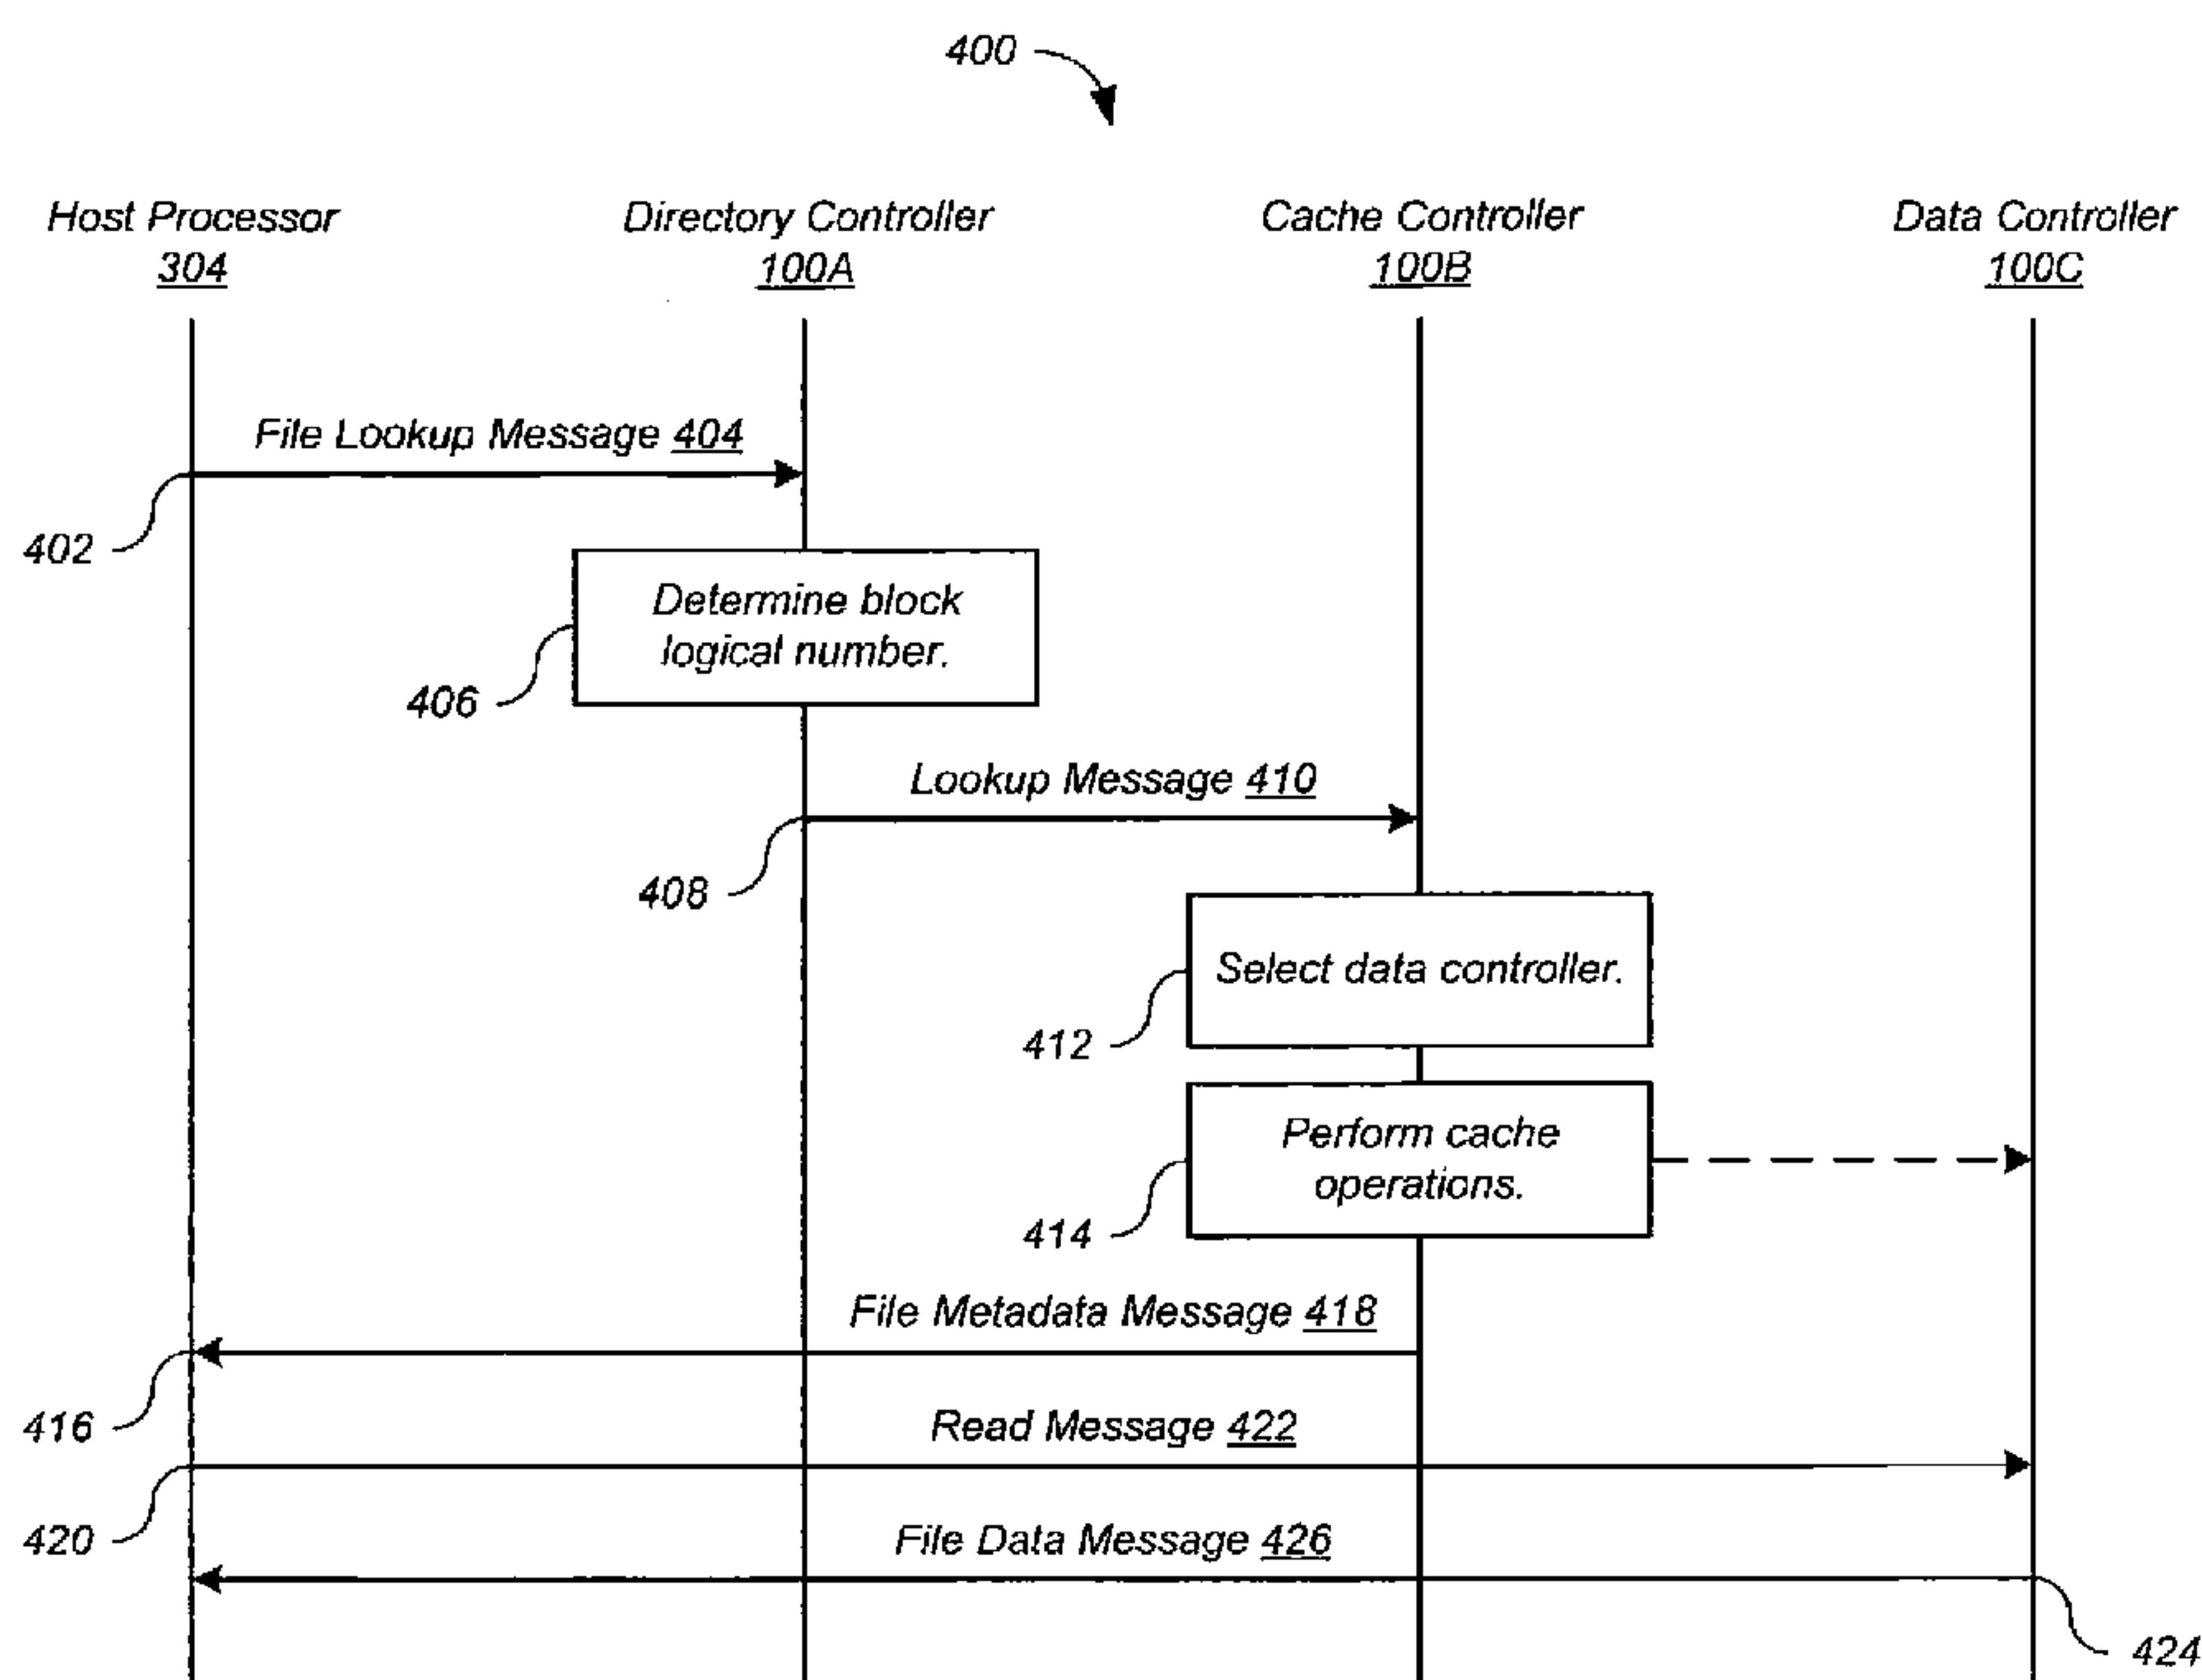 400
Host Processor
304
Directory Controller
100A
Cache Controller
100B
Data Controller
100C
File Lookup Message 404
402
Determine block
logical number.
406
Lookup Message 410
408
Select data controller.
412
Perform cache
operations.
414
File Metadata Message 418
416
Read Message 422
420
File Data Message 426
424